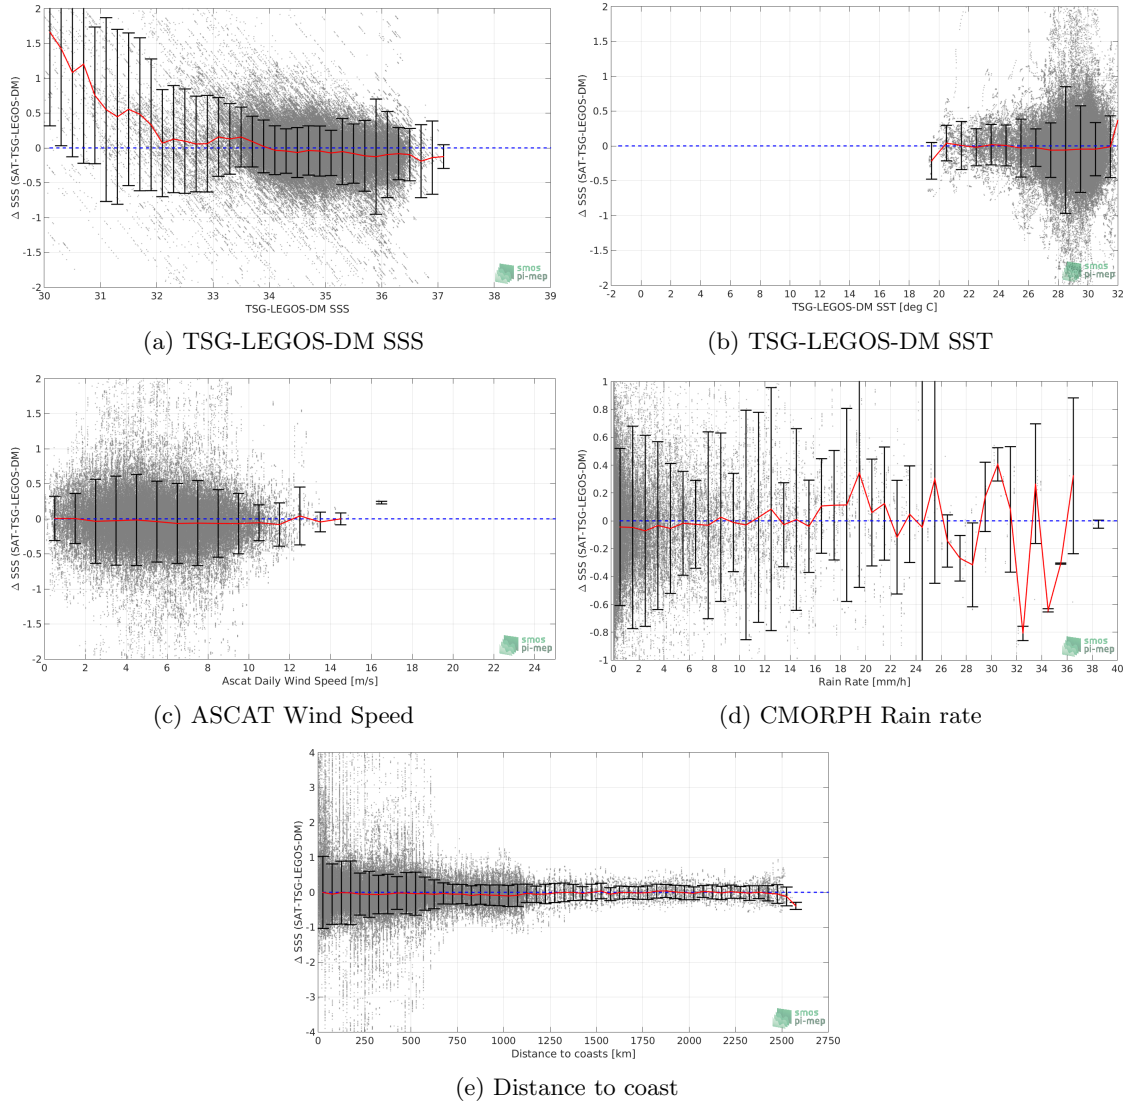 2
1.5
1
0.5
0
-0.5
-1
-1.5
-2
Δ SSS (SAT-TSG-LEGOS-DM)
30 31 32 33 34 35 36 37 38 39
TSG-LEGOS-DM SSS
smos
pi-mep
(a) TSG-LEGOS-DM SSS
2
1.5
1
0.5
0
-0.5
-1
-1.5
-2
Δ SSS (SAT-TSG-LEGOS-DM)
-2 0 2 4 6 8 10 12 14 16 18 20 22 24 26 28 30 32
TSG-LEGOS-DM SST [deg C]
smos
pi-mep
(b) TSG-LEGOS-DM SST
2
1.5
1
0.5
0
-0.5
-1
-1.5
-2
Δ SSS (SAT-TSG-LEGOS-DM)
0 2 4 6 8 10 12 14 16 18 20 22 24
Ascat Daily Wind Speed [m/s]
smos
pi-mep
(c) ASCAT Wind Speed
1
0.8
0.6
0.4
0.2
0
-0.2
-0.4
-0.6
-0.8
-1
Δ SSS (SAT-TSG-LEGOS-DM)
0 2 4 6 8 10 12 14 16 18 20 22 24 26 28 30 32 34 36 38 40
Rain Rate [mm/h]
smos
pi-mep
(d) CMORPH Rain rate
4
3
2
1
0
-1
-2
-3
-4
Δ SSS (SAT-TSG-LEGOS-DM)
0 250 500 750 1000 1250 1500 1750 2000 2250 2500 2750
Distance to coasts [km]
smos
pi-mep
(e) Distance to coast